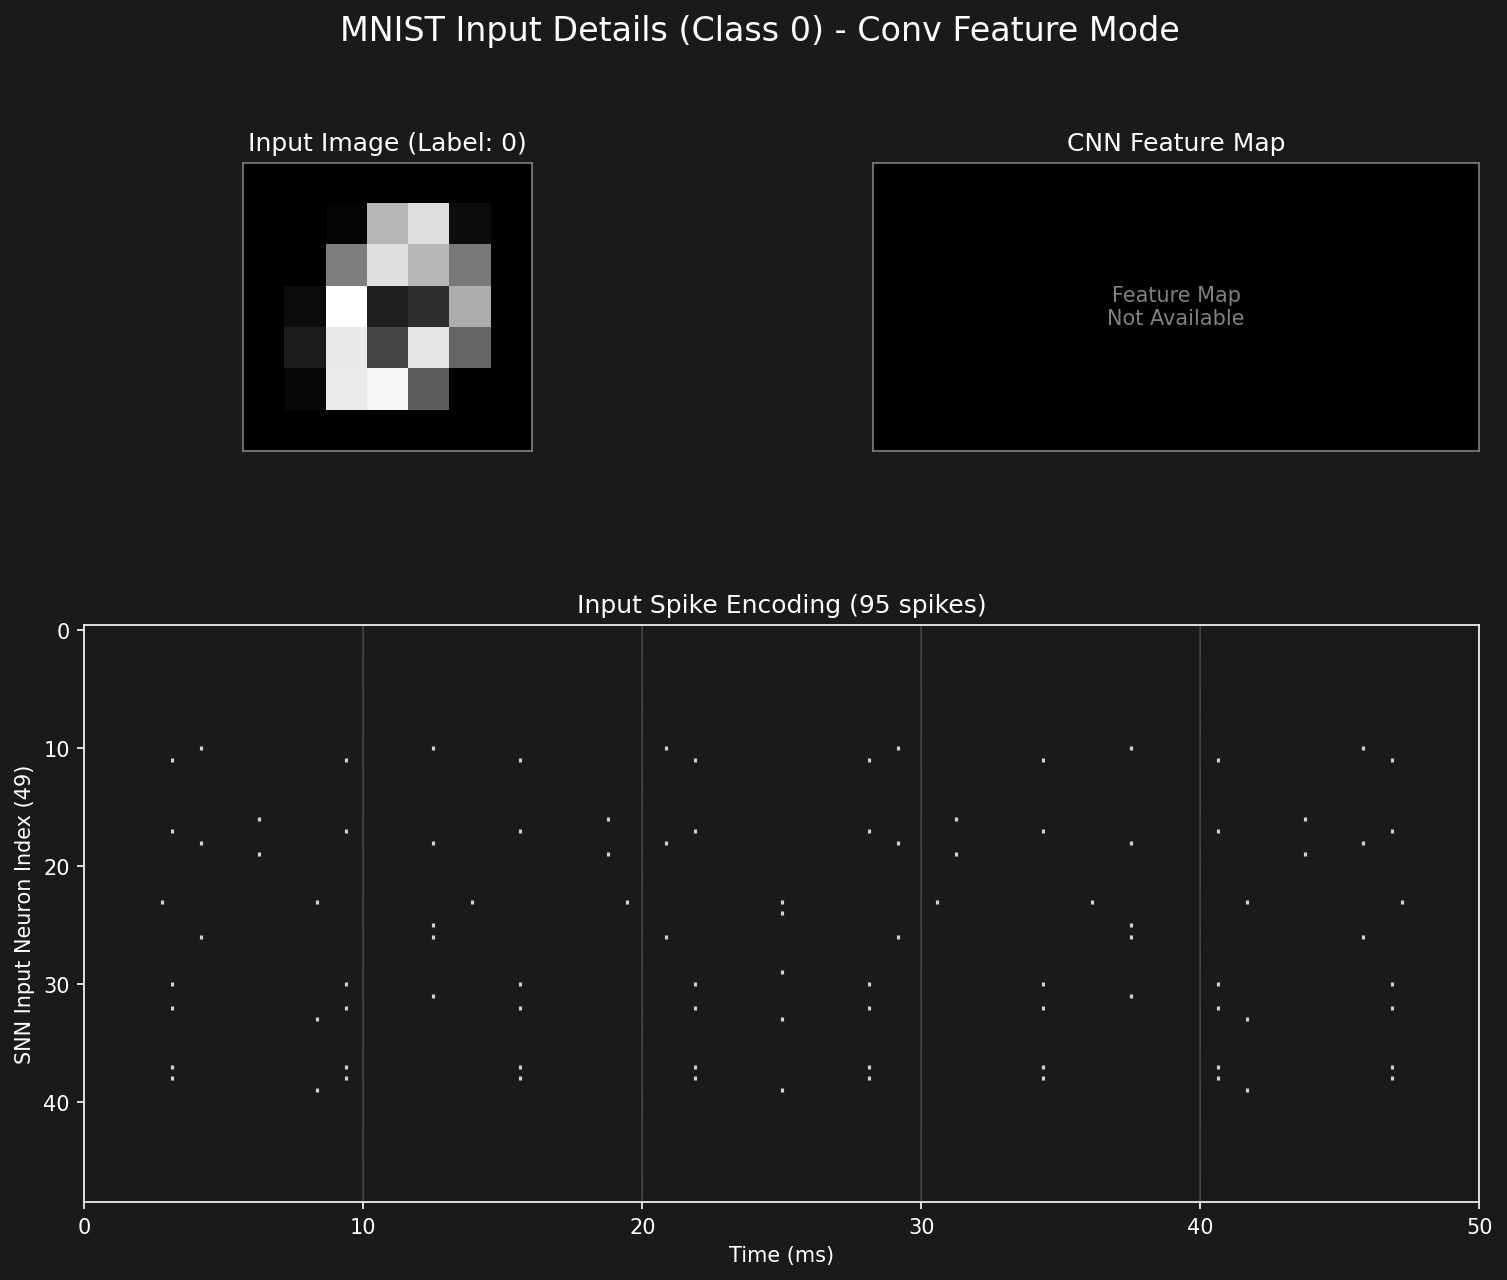 MNIST Input Details (Class 0) - Conv Feature Mode
Input Image (Label: 0)
CNN Feature Map
Feature Map
Not Available
Input Spike Encoding (95 spikes)
SNN Input Neuron Index (49)
0
10
20
30
40
0
10
20
30
40
50
Time (ms)